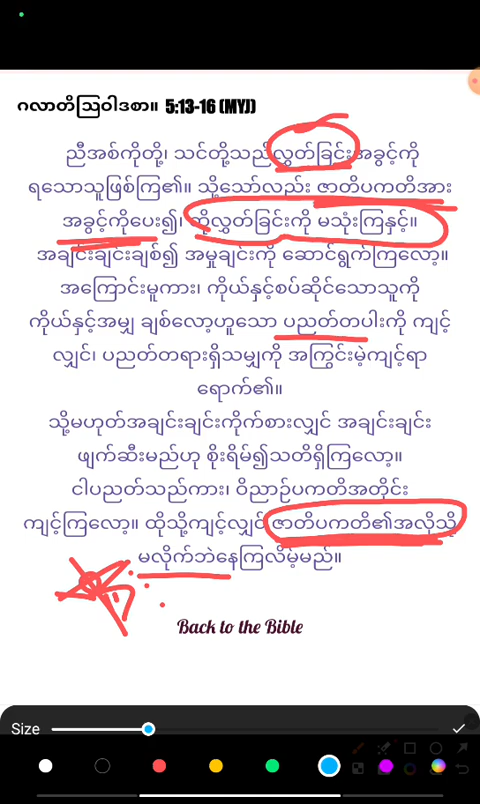 ဂလာတိဩဝါဒစာ။ 5:13-16 (MYJ)
ညီအစ်ကိုတို့၊ သင်တို့သည်လွှတ်ခြင်းအခွင့်ကို
ရသောသူဖြစ်ကြ၏။ သို့သော်လည်း ဇာတိပကတိအား
အခွင့်ကိုပေး၍၊ ထိုလွှတ်ခြင်းကို မသုံးကြနှင့်။
အချင်းချင်းချစ်၍ အမှုချင်းကို ဆောင်ရွက်ကြလော့။
အကြောင်းမူကား၊ ကိုယ်နှင့်စပ်ဆိုင်သောသူကို
ကိုယ်နှင့်အမျှ ချစ်လော့ဟူသော ပညတ်တပါးကို ကျင့်
လျှင်၊ ပညတ်တရားရှိသမျှကို အကြွင်းမဲ့ကျင့်ရာ
ရောက်၏။
သို့မဟုတ်အချင်းချင်းကိုက်စားလျှင် အချင်းချင်း
ဖျက်ဆီးမည်ဟု စိုးရိမ်၍သတိရှိကြလော့။
ငါပညတ်သည်ကား၊ ဝိညာဉ်ပကတိအတိုင်း
ကျင့်ကြလော့။ ထိုသို့ကျင့်လျှင် ဇာတိပကတိ၏အလိုသို့
မလိုက်ဘဲနေကြလိမ့်မည်။
Back to the Bible
Size